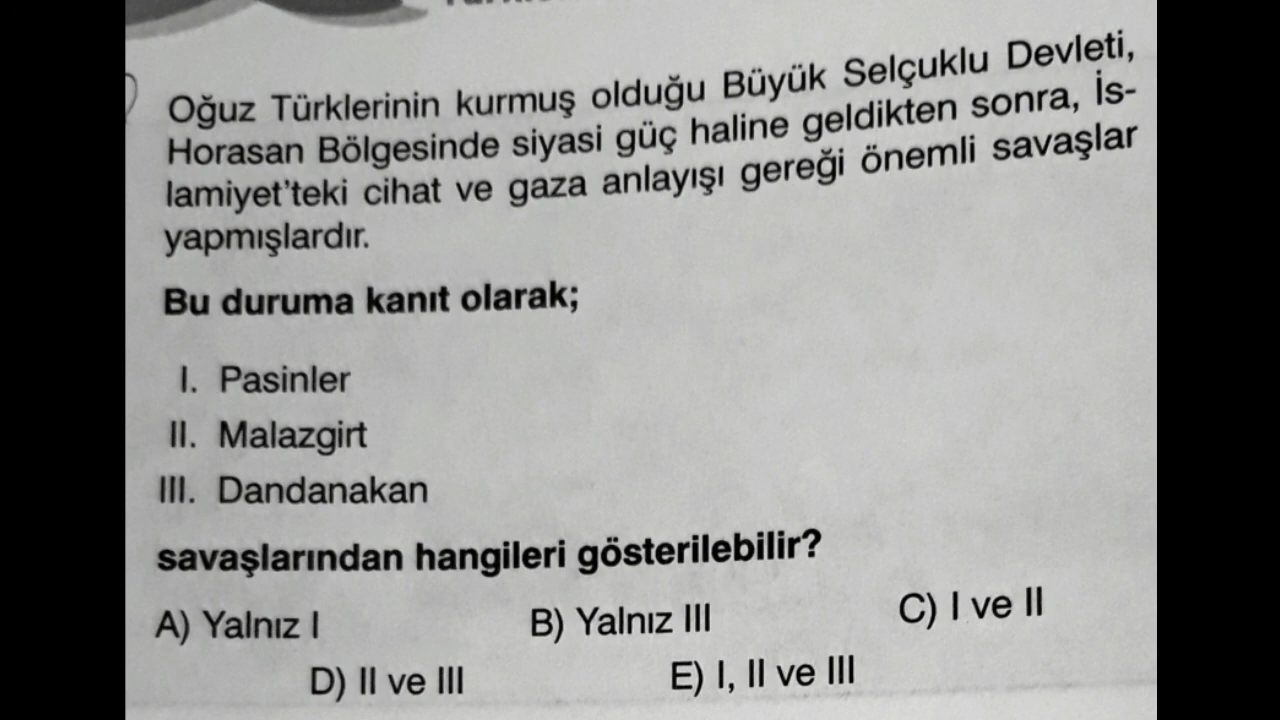 Oğuz Türklerinin kurmuş olduğu Büyük Selçuklu Devleti,
Horasan Bölgesinde siyasi güç haline geldikten sonra, İs-
lamiyet'teki cihat ve gaza anlayışı gereği önemli savaşlar
yapmışlardır.
Bu duruma kanıt olarak;
I. Pasinler
II. Malazgirt
III. Dandanakan
savaşlarından hangileri gösterilebilir?
A) Yalnız I B) Yalnız III C) I ve II
D) II ve III E) I, II ve III